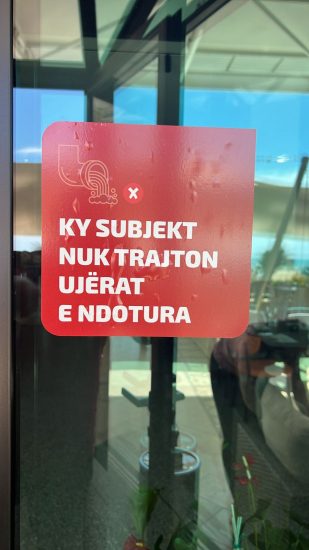 KY SUBJEKT
NUK TRAJTON
UJËRAT
E NDOTURA